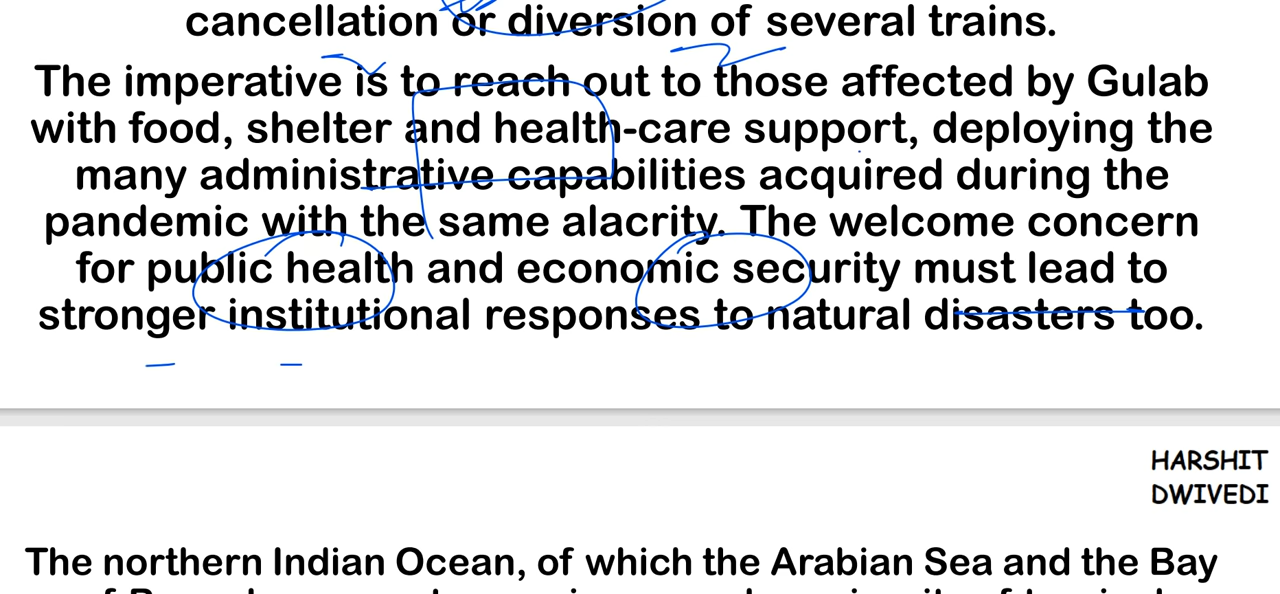 cancellation or diversion of several trains.
The imperative is to reach out to those affected by Gulab
with food, shelter and health-care support, deploying the
many administrative capabilities acquired during the
pandemic with the same alacrity. The welcome concern
for public health and economic security must lead to
stronger institutional responses to natural disasters too.
HARSHIT
DWIVEDI
The northern Indian Ocean, of which the Arabian Sea and the Bay